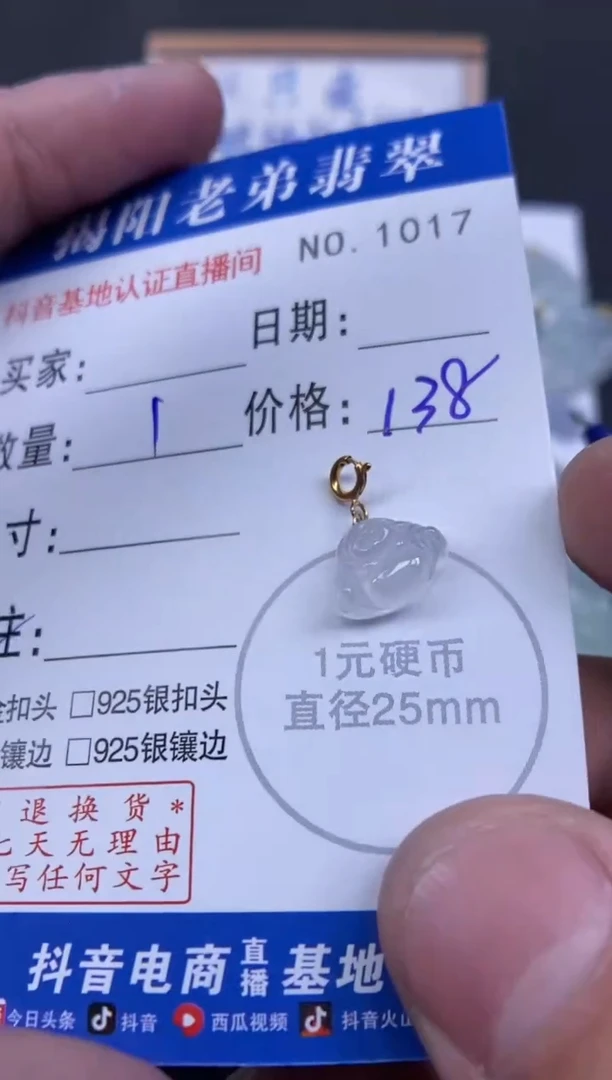 揭阳老弟翡翠
NO. 1017
抖音基地认证直播间
日期:
买家:
数量: 1 价格: 138
寸:
注:
1元硬币
直径25mm
金扣头 □925银扣头
镶边 □925银镶边
退换货*
七天无理由
写任何文字
抖音电商直播基地
今日头条 抖音 西瓜视频 抖音火山